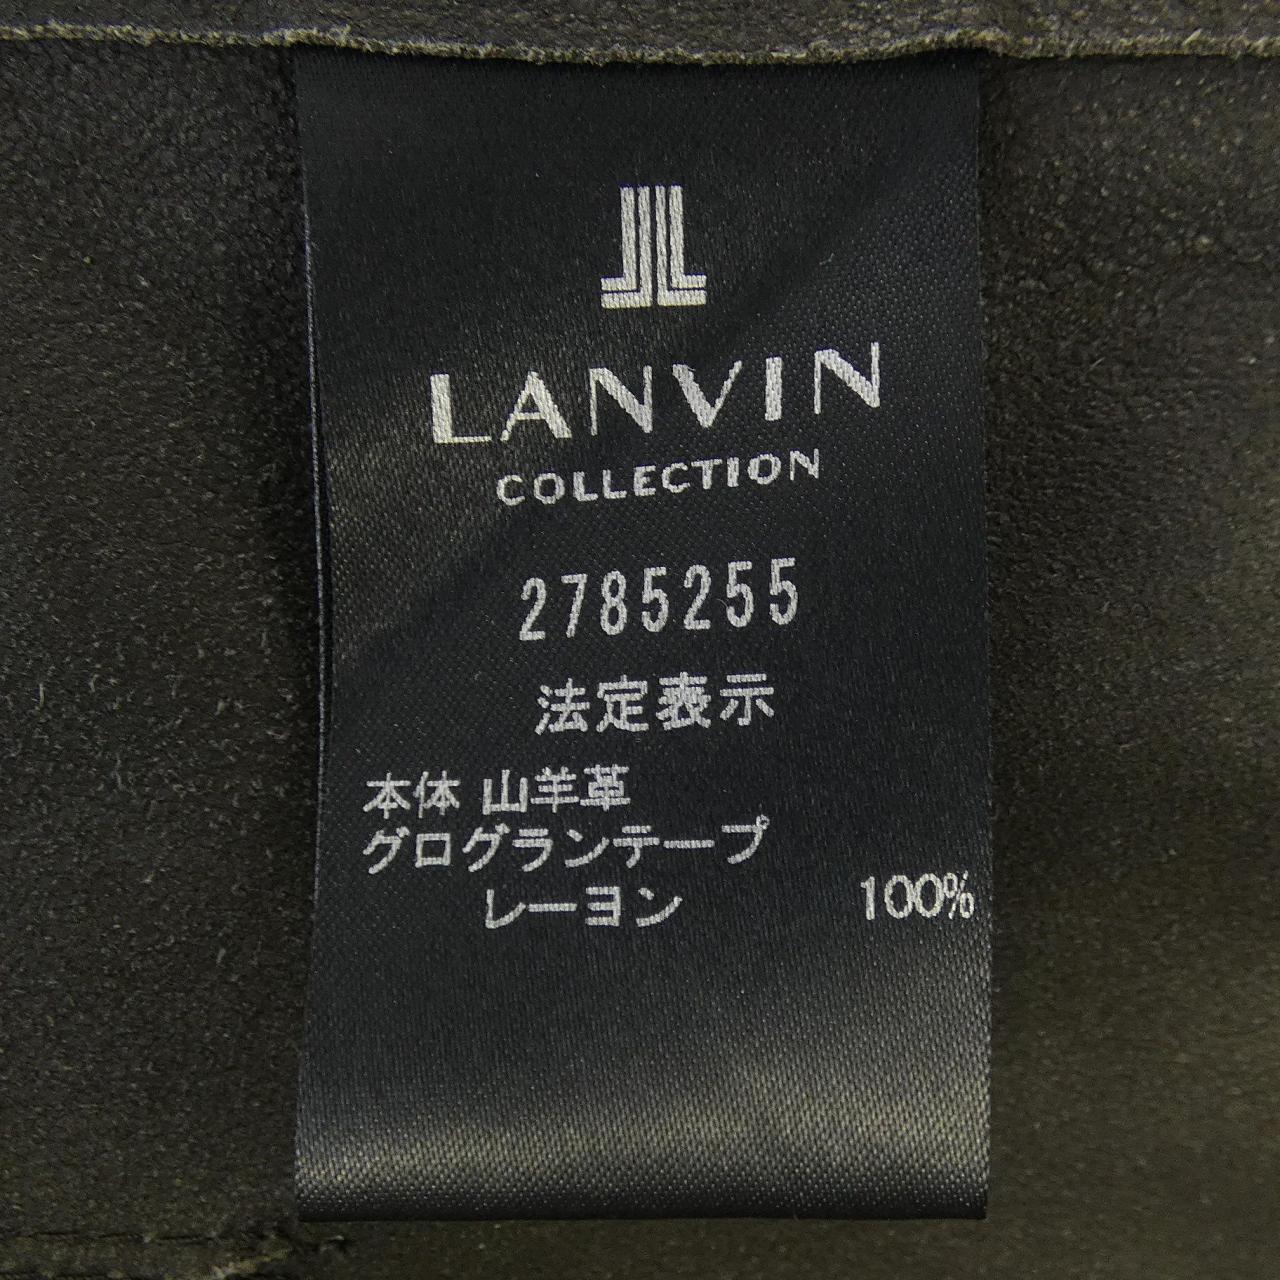 LANVIN
COLLECTION
2785255
法定表示
本体 山羊革
グログランテープ
レーヨン 100%